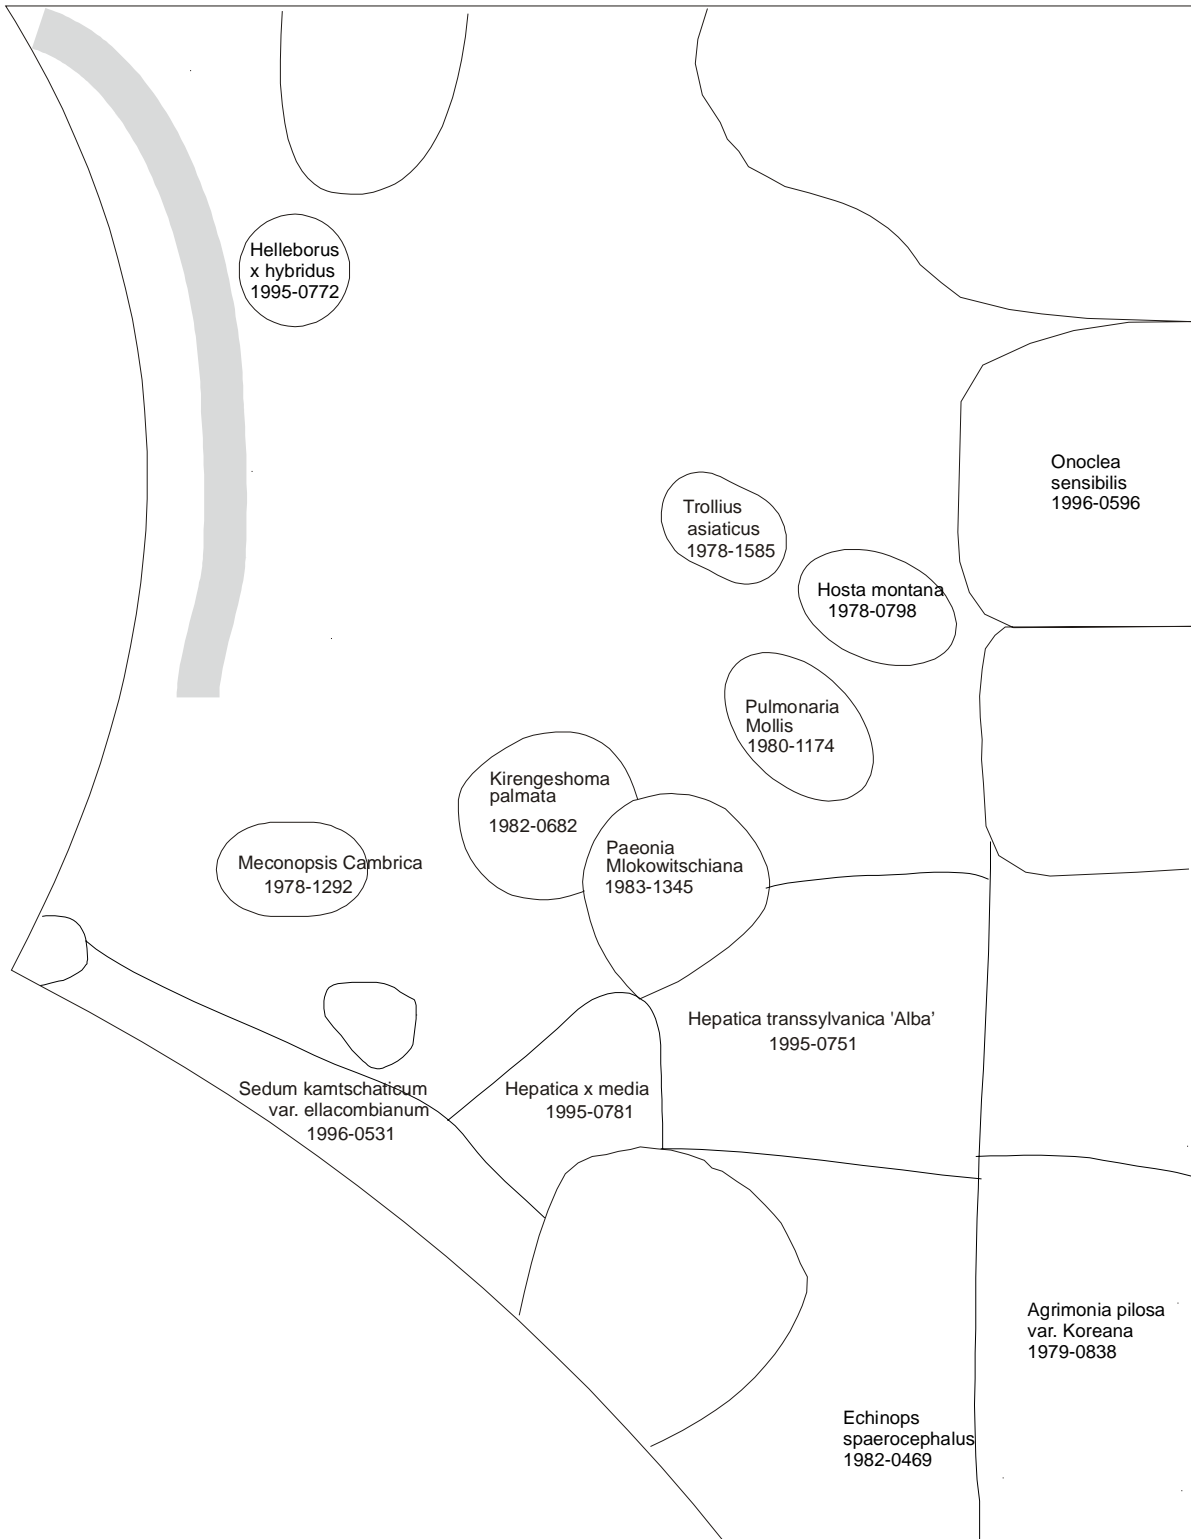 Helleborus
x hybridus
1995-0772
Onoclea
sensibilis
1996-0596
Trollius
asiaticus
1978-1585
Hosta montana
1978-0798
Pulmonaria
Mollis
1980-1174
Kirengeshoma
palmata
1982-0682
Paeonia
Mlokowitschiana
1983-1345
Meconopsis Cambrica
1978-1292
Hepatica transsylvanica 'Alba'
1995-0751
Sedum kamtschaticum
var. ellacombianum
1996-0531
Hepatica x media
1995-0781
Agrimonia pilosa
var. Koreana
1979-0838
Echinops
spaerocephalus
1982-0469